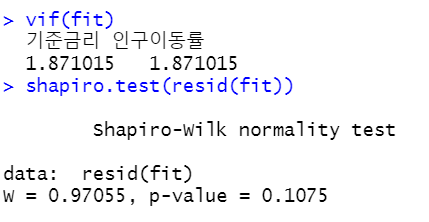 > vif(fit)
기준금리 인구이동률
1.871015 1.871015
> shapiro.test(resid(fit))
Shapiro-Wilk normality test
data: resid(fit)
W = 0.97055, p-value = 0.1075